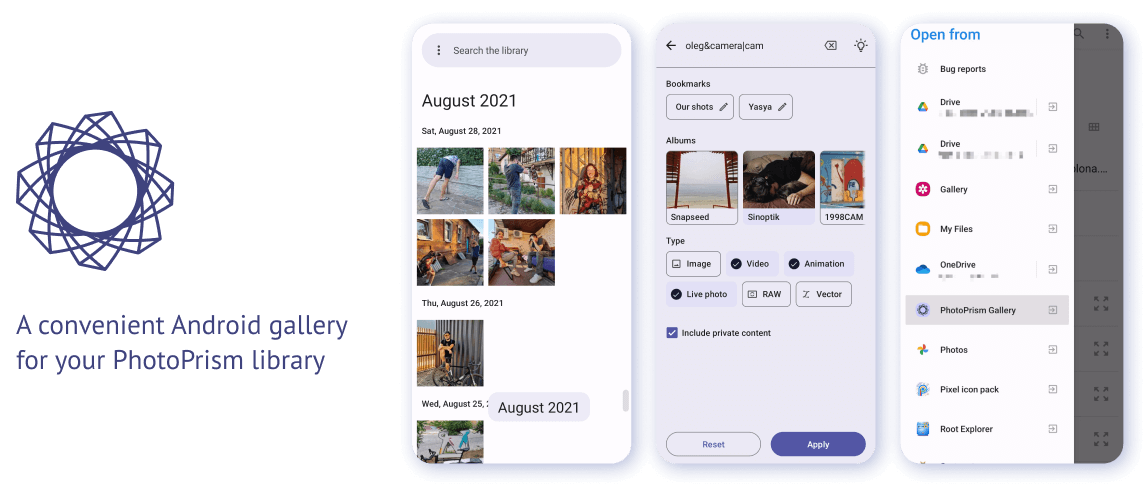 A convenient Android gallery
for your PhotoPrism library
Search the library
August 2021
Sat, August 28, 2021
Thu, August 26, 2021
Wed, August 25, 2
August 2021
oleg&camera|cam
Bookmarks
Our shots
Yasya
Albums
Snapseed
Sinoptik
1998CAM
Type
Image
Video
Animation
Live photo
RAW
Vector
Include private content
Reset
Apply
Open from
Bug reports
Drive
Drive
Gallery
My Files
OneDrive
PhotoPrism Gallery
Photos
Pixel icon pack
Root Explorer
lona...